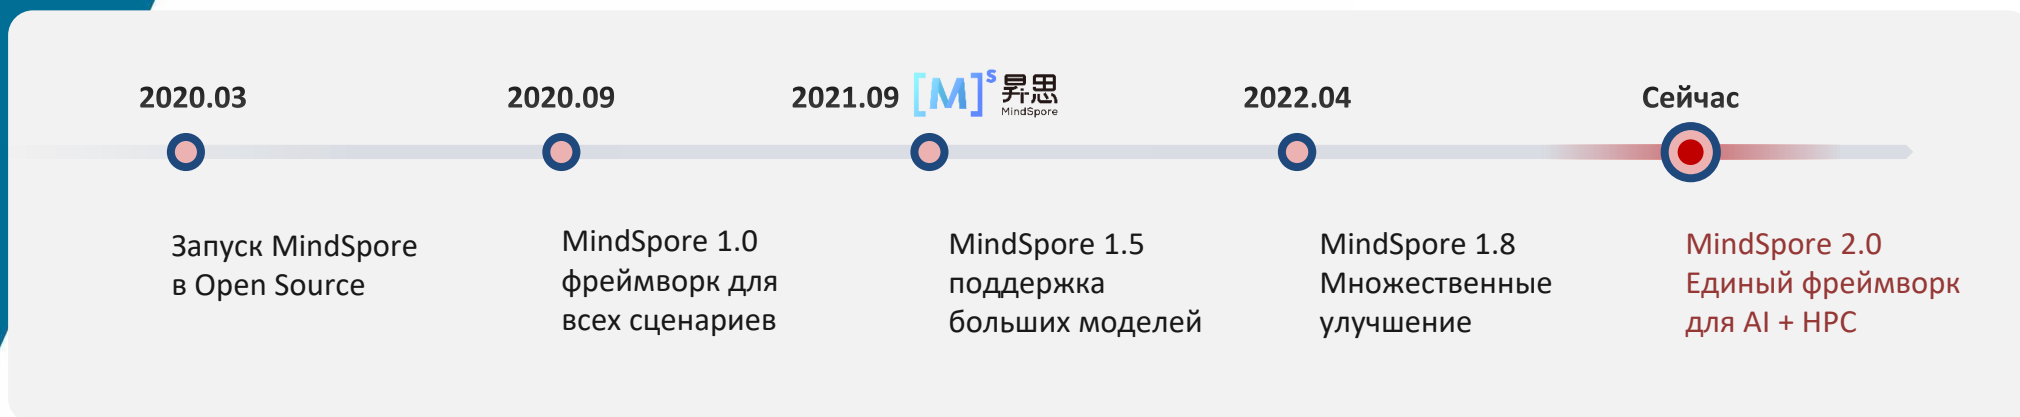 2020.03
2020.09
2021.09
[M]s 昇思
MindSpore
2022.04
Сейчас
Запуск MindSpore
в Open Source
MindSpore 1.0
фреймворк для
всех сценариев
MindSpore 1.5
поддержка
больших моделей
MindSpore 1.8
Множественные
улучшение
MindSpore 2.0
Единый фреймворк
для AI + HPC